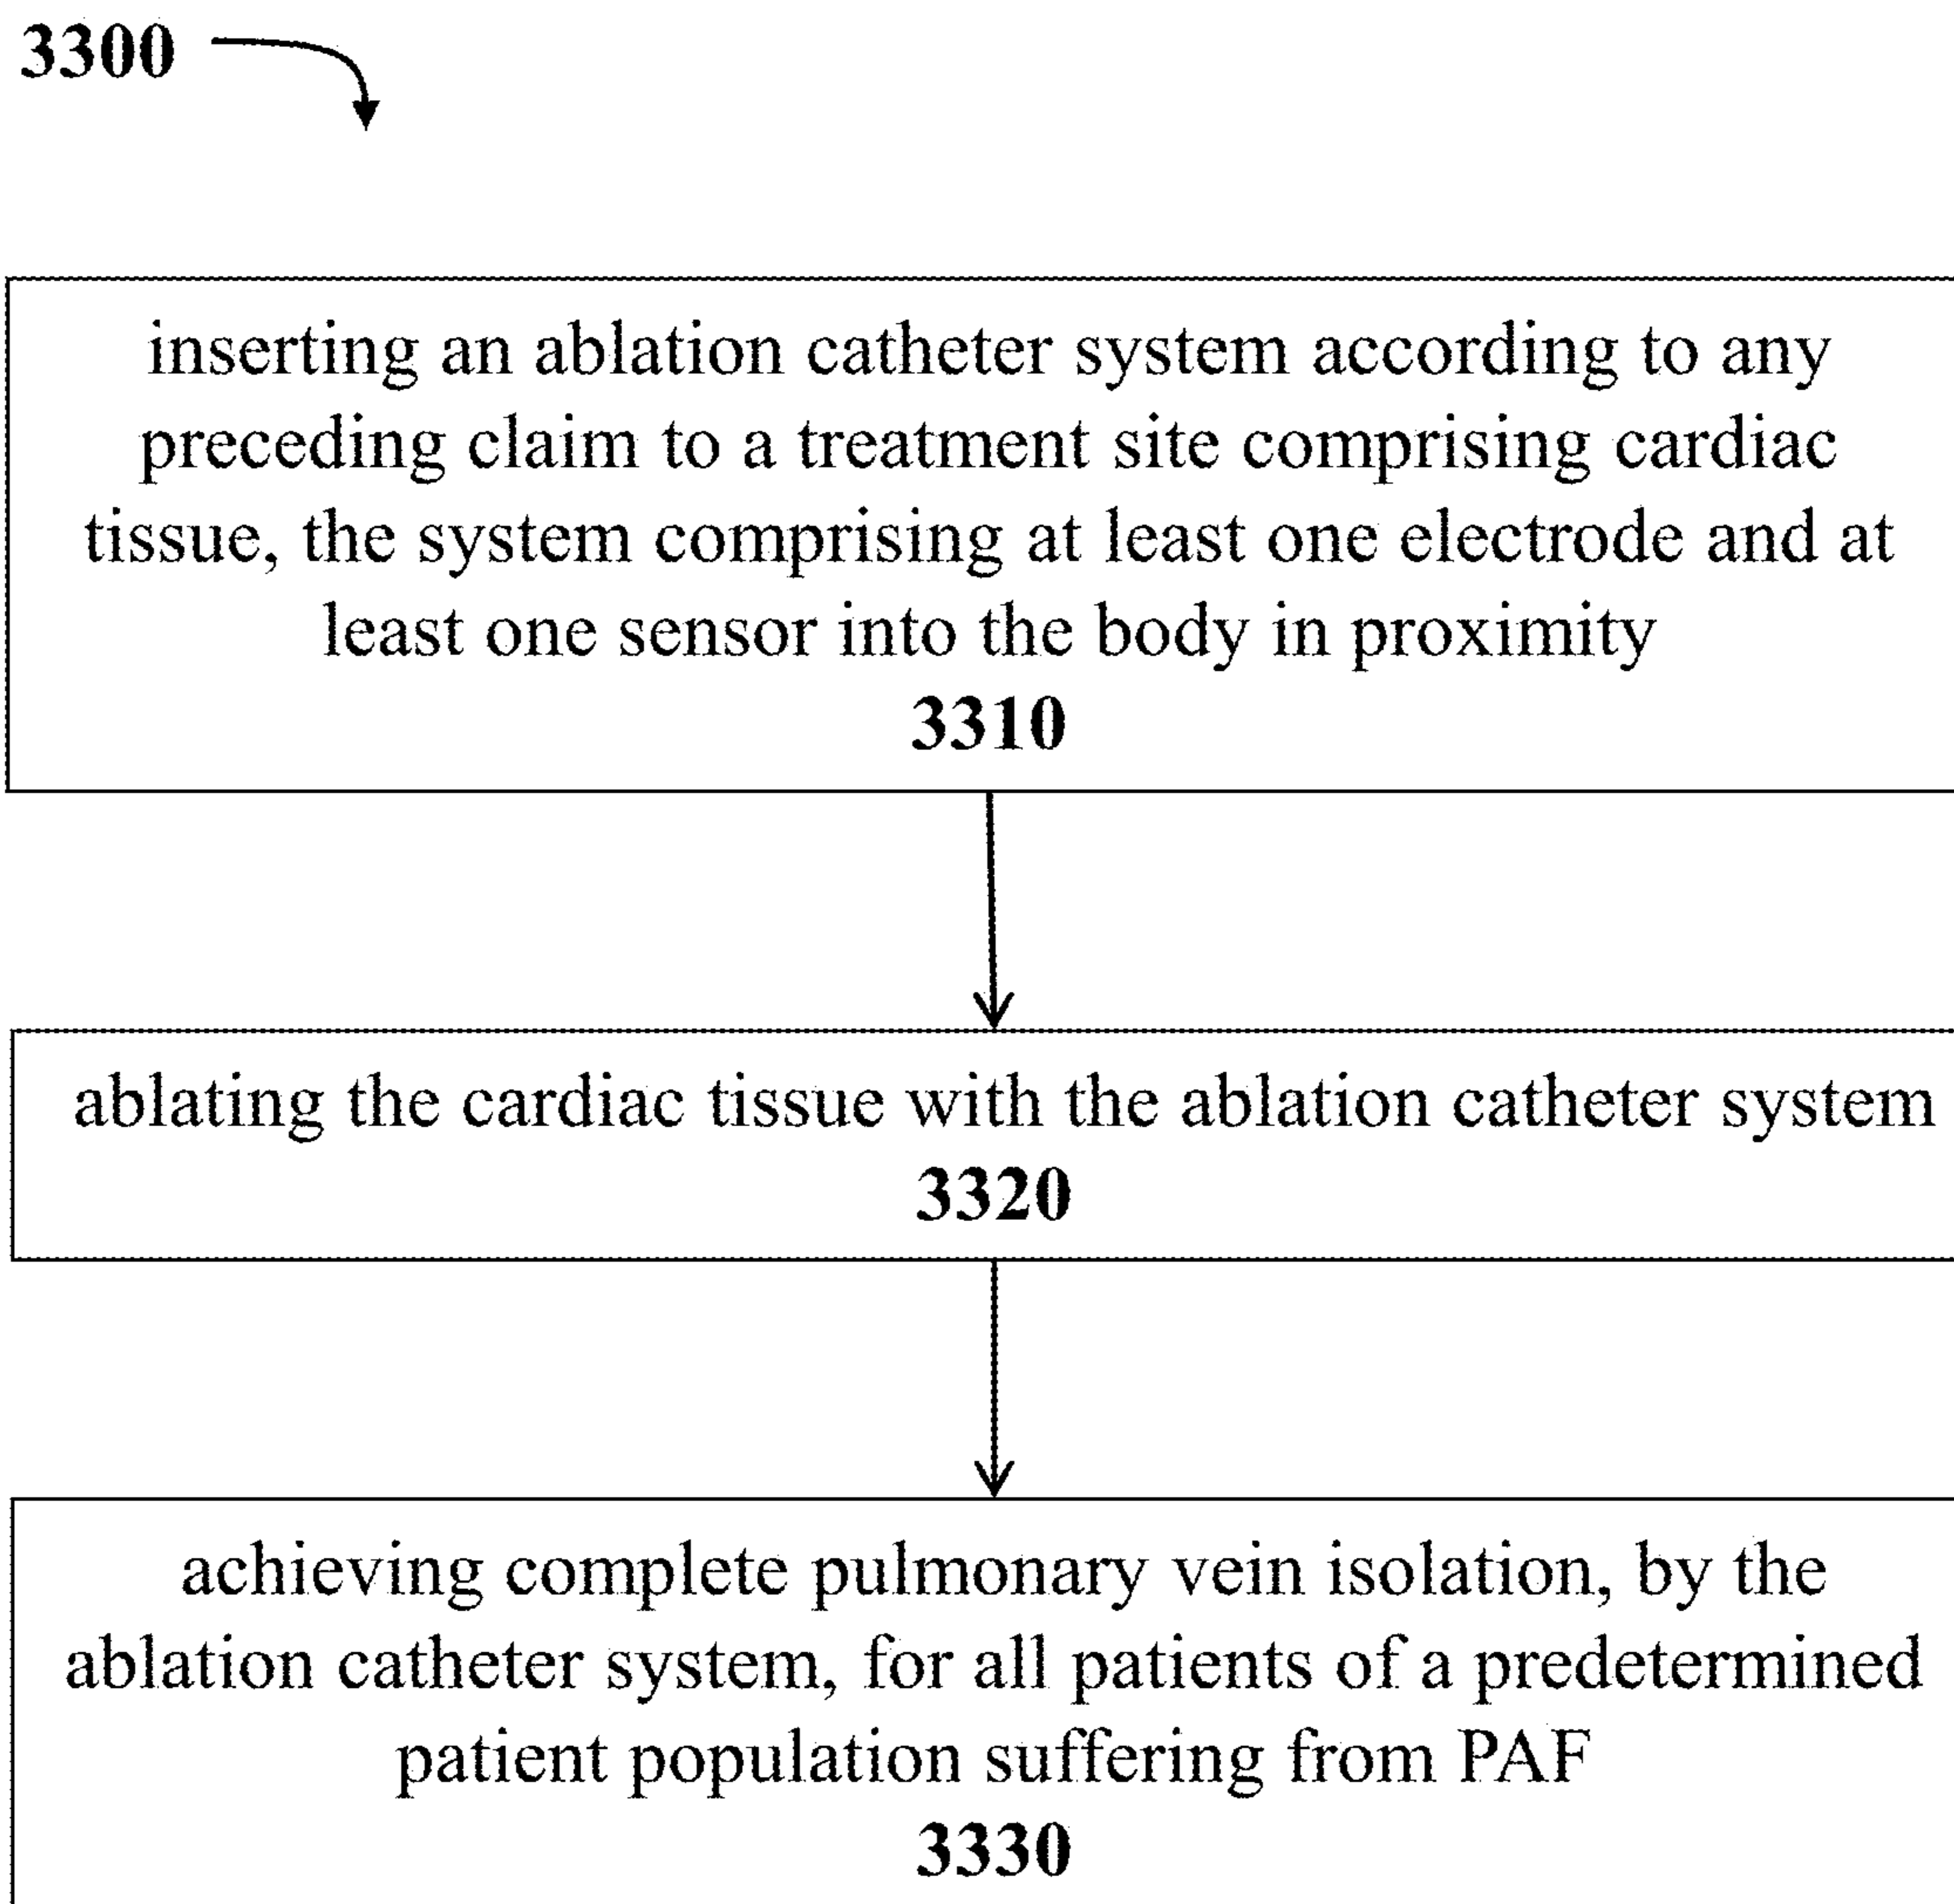 3300
inserting an ablation catheter system according to any
preceding claim to a treatment site comprising cardiac
tissue, the system comprising at least one electrode and at
least one sensor into the body in proximity
3310
ablating the cardiac tissue with the ablation catheter system
3320
achieving complete pulmonary vein isolation, by the
ablation catheter system, for all patients of a predetermined
patient population suffering from PAF
3330